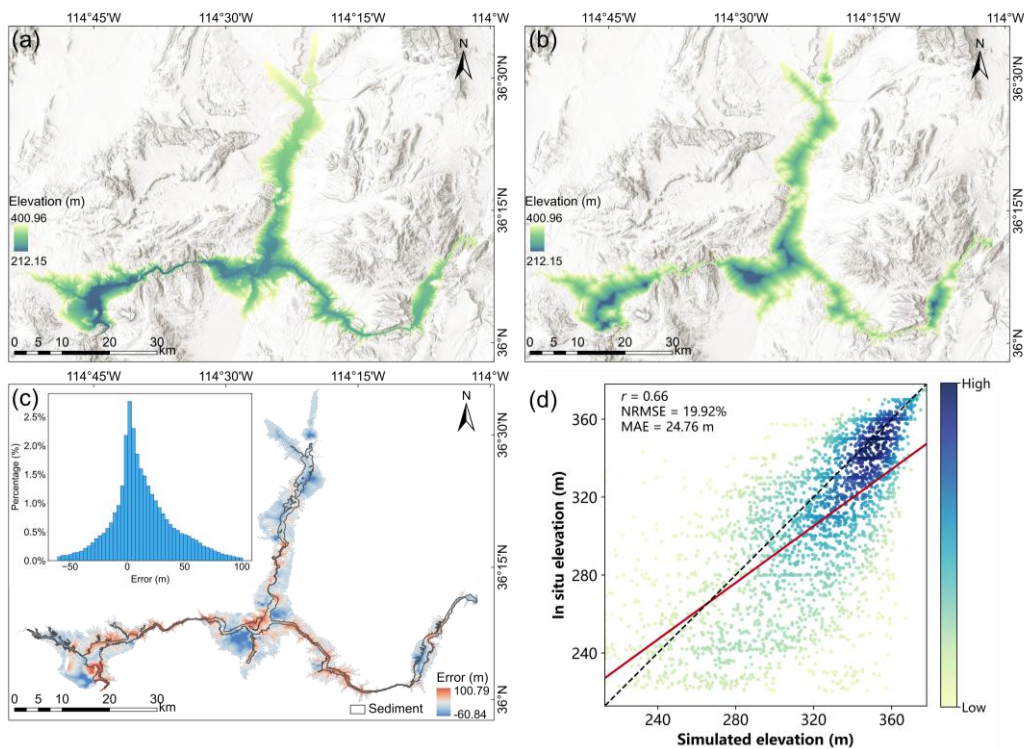 114°45'W 114°30'W 114°15'W 114°W
(a)
N
36°30'N
36°15'N
36°N
Elevation (m)
400.96
212.15
0 5 10 20 30
km
114°45'W 114°30'W 114°15'W 114°W
(b)
N
36°30'N
36°15'N
36°N
Elevation (m)
400.96
212.15
0 5 10 20 30
km
114°45'W 114°30'W 114°15'W 114°W
(c)
N
36°30'N
36°15'N
36°N
Percentage (%)
2.5%
2.0%
1.5%
1.0%
0.5%
0.0%
−50 0 50 100
Error (m)
Error (m)
100.79
-60.84
Sediment
0 5 10 20 30
km
(d)
r = 0.66
NRMSE = 19.92%
MAE = 24.76 m
In situ elevation (m)
360
320
280
240
240 280 320 360
Simulated elevation (m)
High
Low